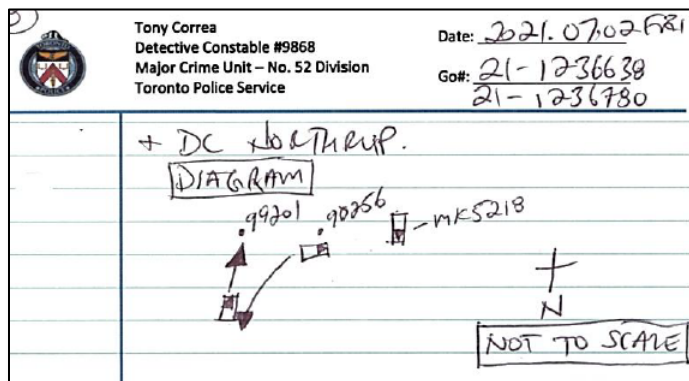 Tony Correa
Detective Constable #9868
Major Crime Unit – No. 52 Division
Toronto Police Service
Date: 2021.07.02 FRI
Go#: 21-1236638
21-1236780
+ DC NORTHRUP.
DIAGRAM
99201
90256
MK5218
N
NOT TO SCALE